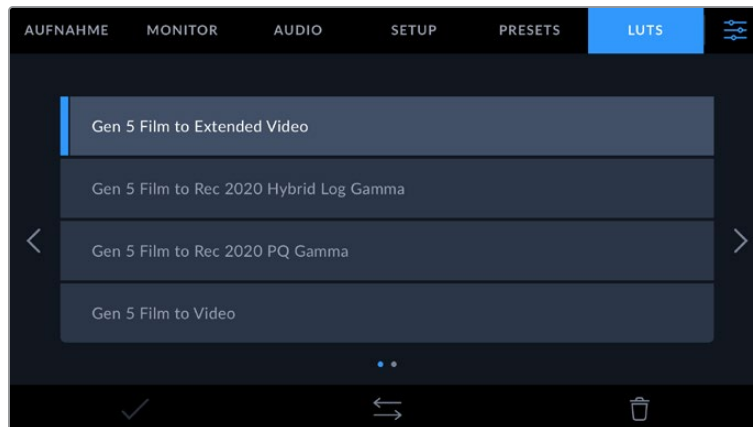 AUFNAHME MONITOR AUDIO SETUP PRESETS LUTS
Gen 5 Film to Extended Video
Gen 5 Film to Rec 2020 Hybrid Log Gamma
Gen 5 Film to Rec 2020 PQ Gamma
Gen 5 Film to Video